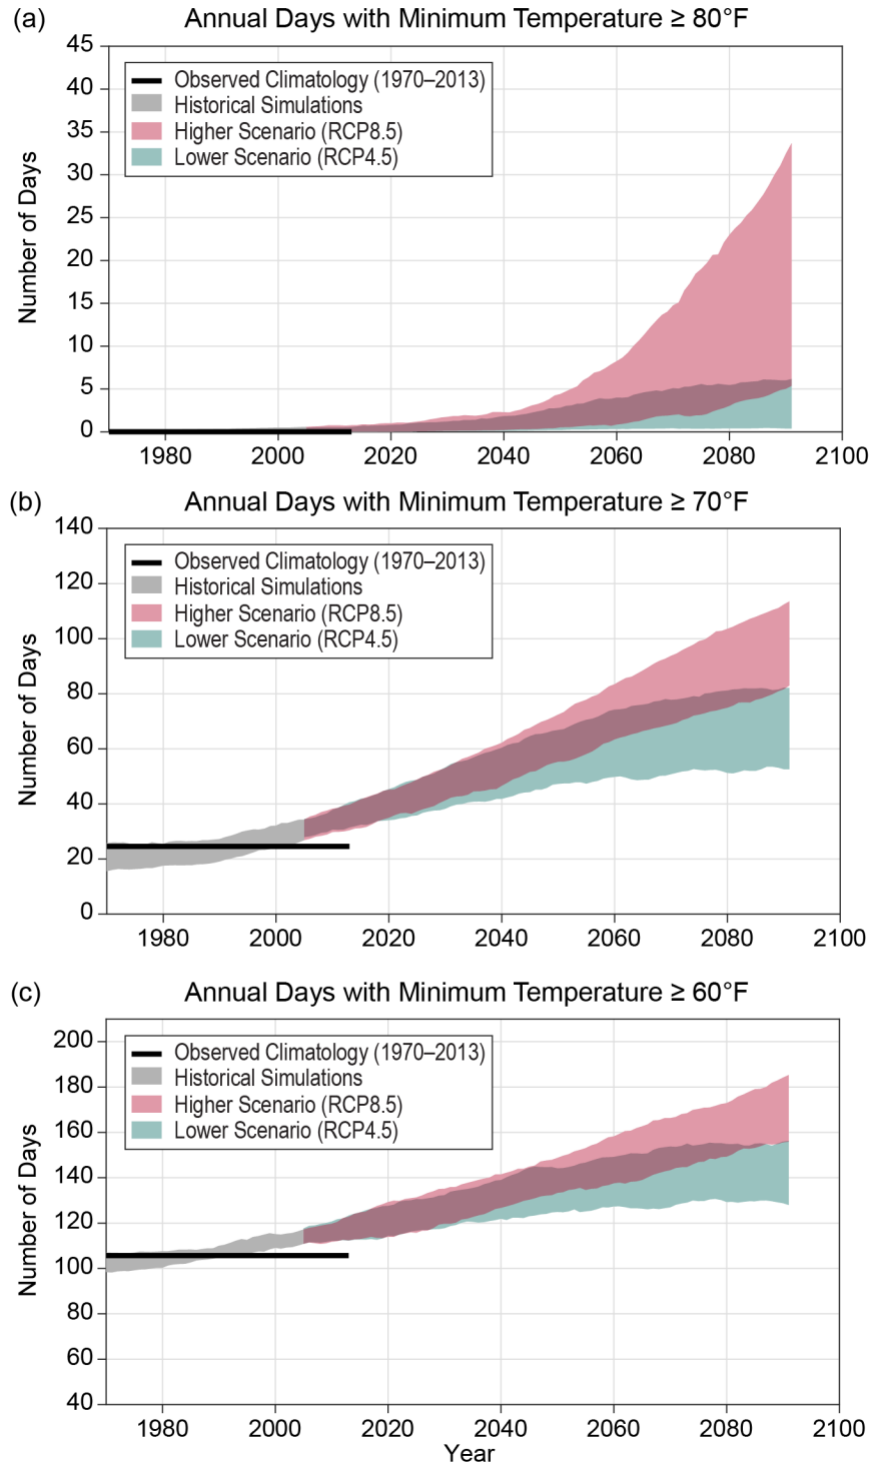 (a)
Annual Days with Minimum Temperature ≥ 80°F
45
40
35
30
25
20
15
10
5
0
Number of Days
Observed Climatology (1970–2013)
Historical Simulations
Higher Scenario (RCP8.5)
Lower Scenario (RCP4.5)
1980 2000 2020 2040 2060 2080 2100
(b)
Annual Days with Minimum Temperature ≥ 70°F
140
120
100
80
60
40
20
0
Number of Days
Observed Climatology (1970–2013)
Historical Simulations
Higher Scenario (RCP8.5)
Lower Scenario (RCP4.5)
1980 2000 2020 2040 2060 2080 2100
(c)
Annual Days with Minimum Temperature ≥ 60°F
200
180
160
140
120
100
80
60
40
Number of Days
Observed Climatology (1970–2013)
Historical Simulations
Higher Scenario (RCP8.5)
Lower Scenario (RCP4.5)
1980 2000 2020 2040 2060 2080 2100
Year